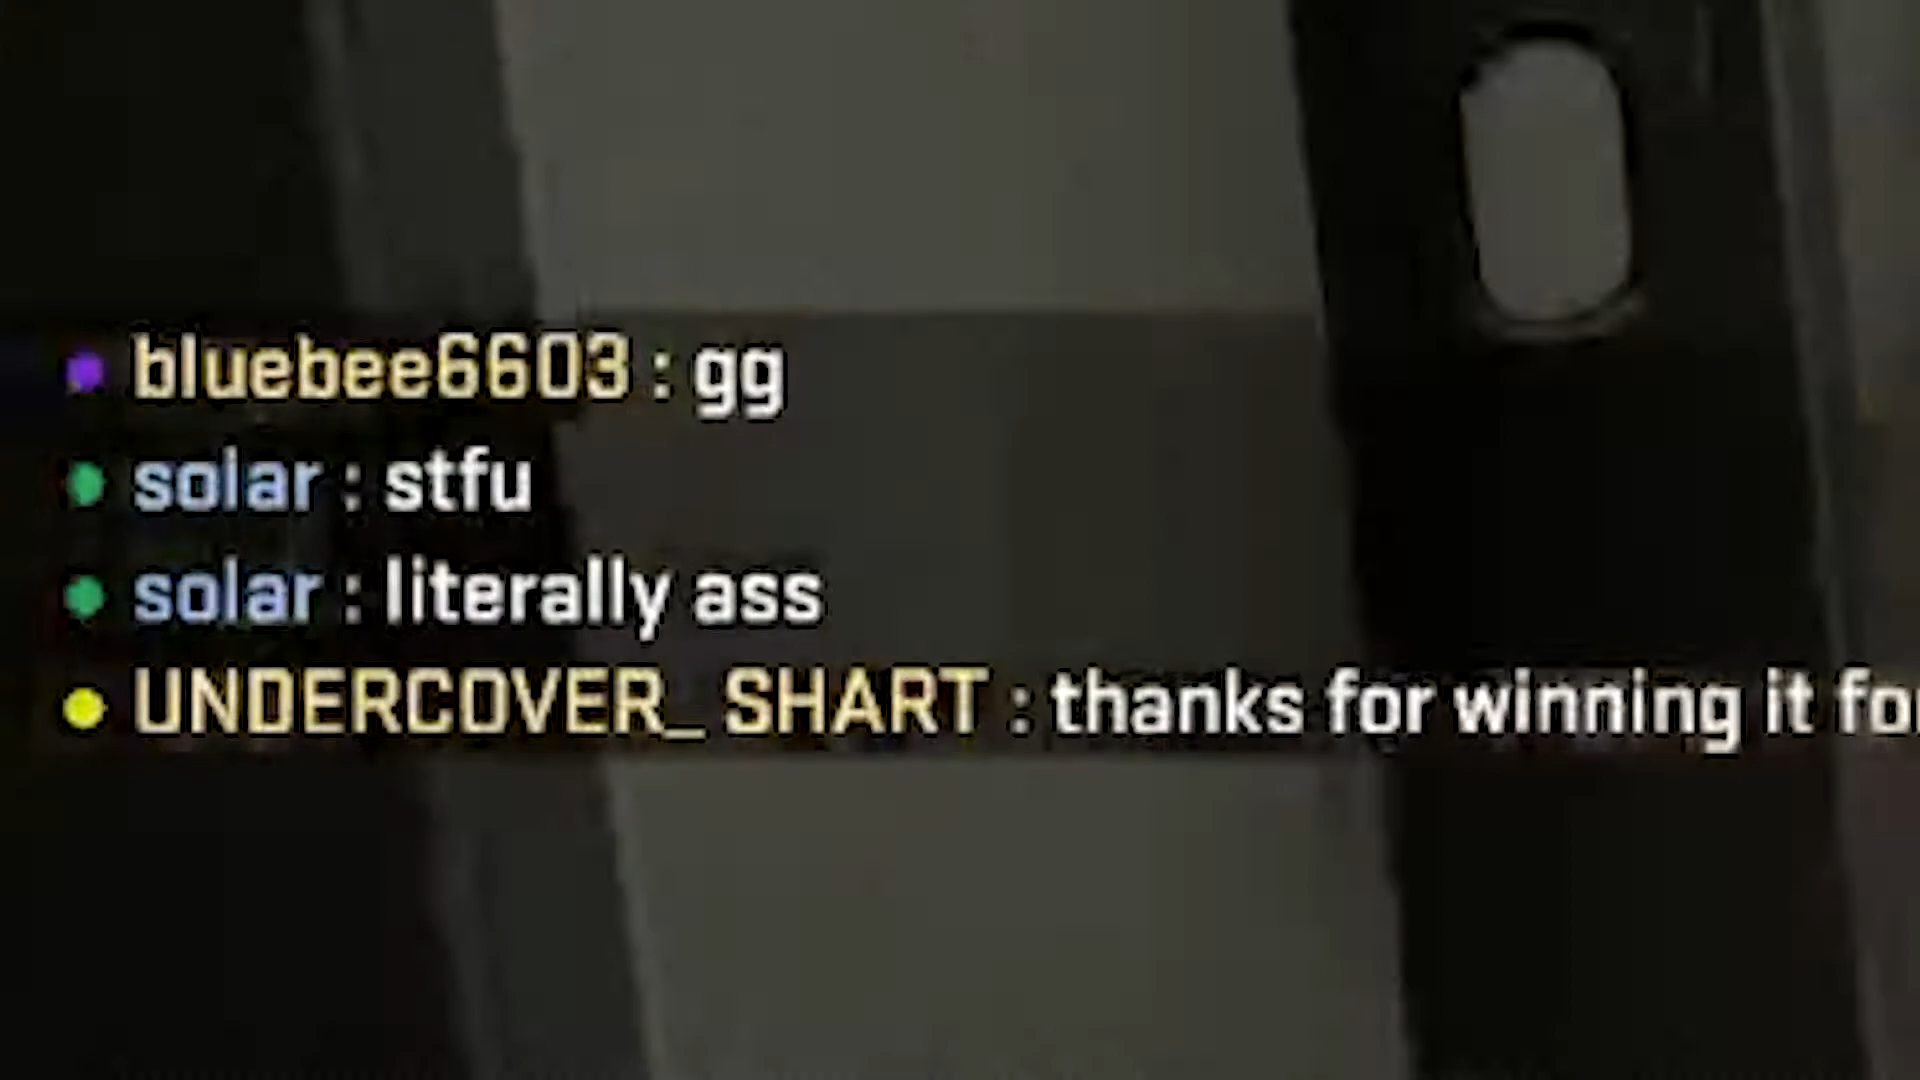 bluebee6603 : gg
solar : stfu
solar : literally ass
UNDERCOVER_ SHART : thanks for winning it